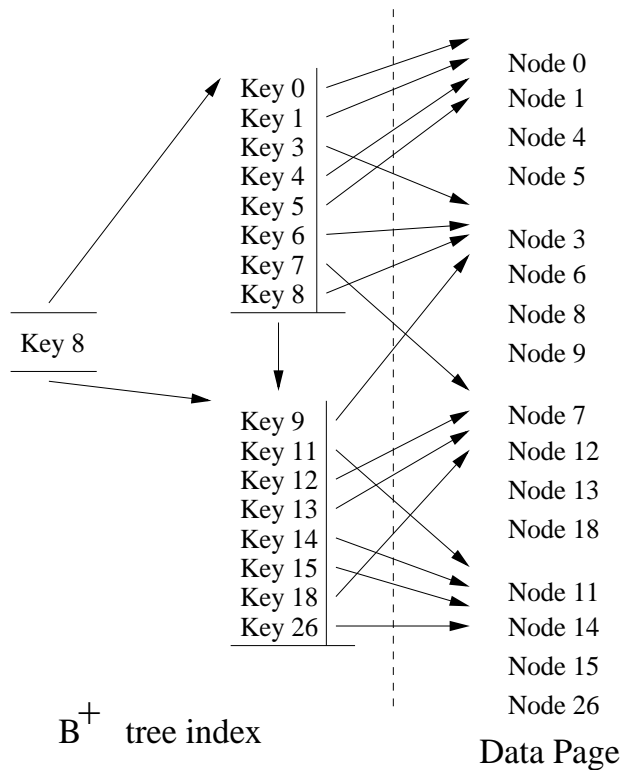 Key 8
Key 0
Key 1
Key 3
Key 4
Key 5
Key 6
Key 7
Key 8
Key 9
Key 11
Key 12
Key 13
Key 14
Key 15
Key 18
Key 26
Node 0
Node 1
Node 4
Node 5
Node 3
Node 6
Node 8
Node 9
Node 7
Node 12
Node 13
Node 18
Node 11
Node 14
Node 15
Node 26
B+ tree index
Data Page